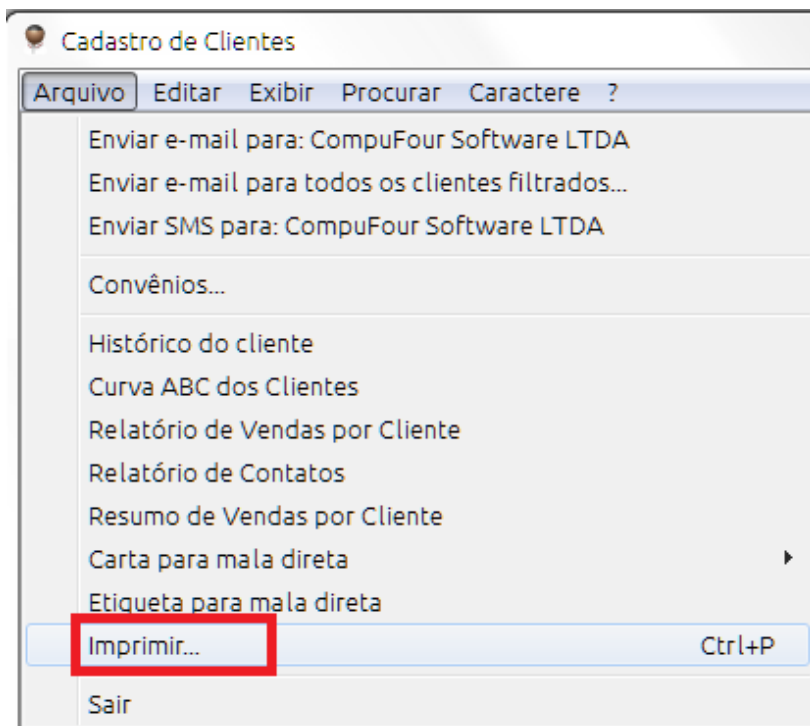 Cadastro de Clientes
Arquivo Editar Exibir Procurar Caractere ?
Enviar e-mail para: CompuFour Software LTDA
Enviar e-mail para todos os clientes filtrados...
Enviar SMS para: CompuFour Software LTDA
Convênios...
Histórico do cliente
Curva ABC dos Clientes
Relatório de Vendas por Cliente
Relatório de Contatos
Resumo de Vendas por Cliente
Carta para mala direta
Etiqueta para mala direta
Imprimir... Ctrl+P
Sair